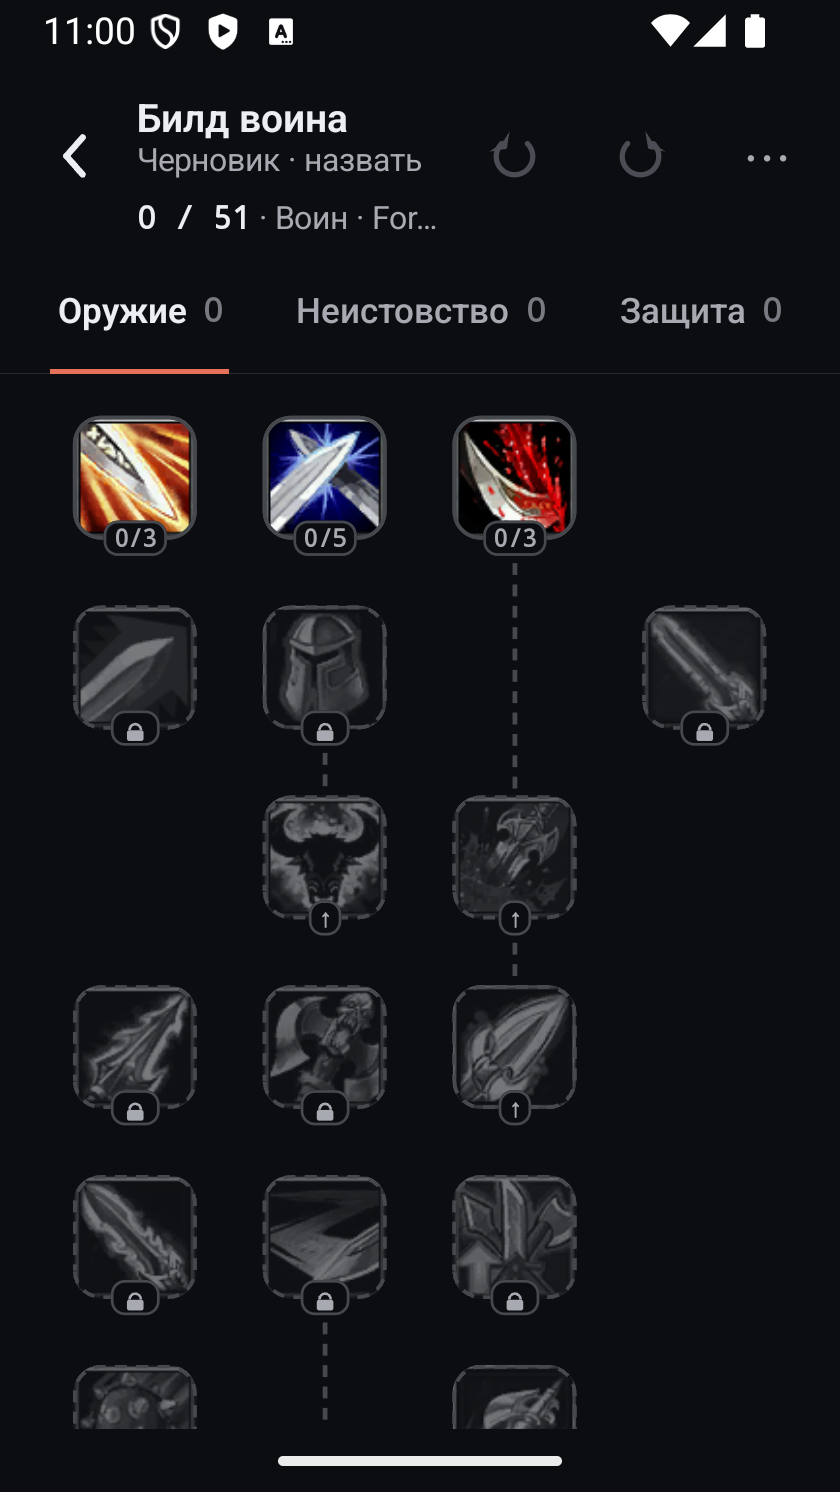 11:00
Билд воина
Черновик · назвать
0 / 51 · Воин · For…
Оружие 0 Неистовство 0 Защита 0
0/3 0/5 0/3